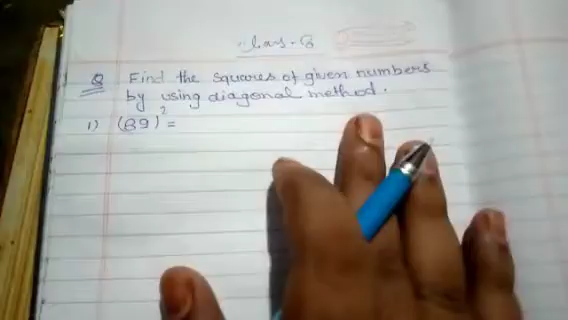 Class-8
Q Find the squares of given numbers
by using diagonal method.
1) (89)² =